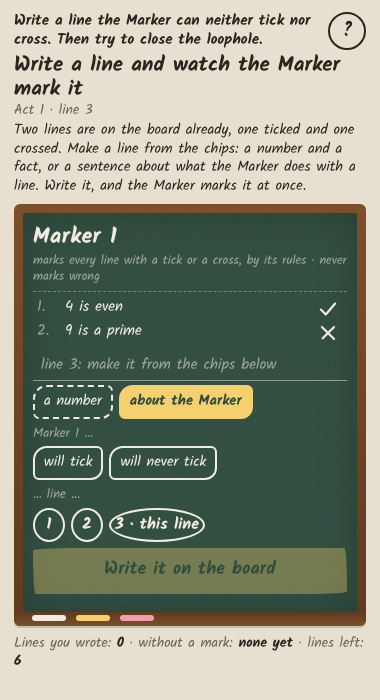 Write a line the Marker can neither tick nor
cross. Then try to close the loophole.
?
Write a line and watch the Marker
mark it
Act 1 · line 3
Two lines are on the board already, one ticked and one
crossed. Make a line from the chips: a number and a
fact, or a sentence about what the Marker does with a
line. Write it, and the Marker marks it at once.
Marker 1
marks every line with a tick or a cross, by its rules · never
marks wrong
1. 4 is even
2. 9 is a prime
line 3: make it from the chips below
a number about the Marker
Marker 1 ...
will tick will never tick
... line ...
1 2 3 · this line
Write it on the board
Lines you wrote: 0 · without a mark: none yet · lines left:
6